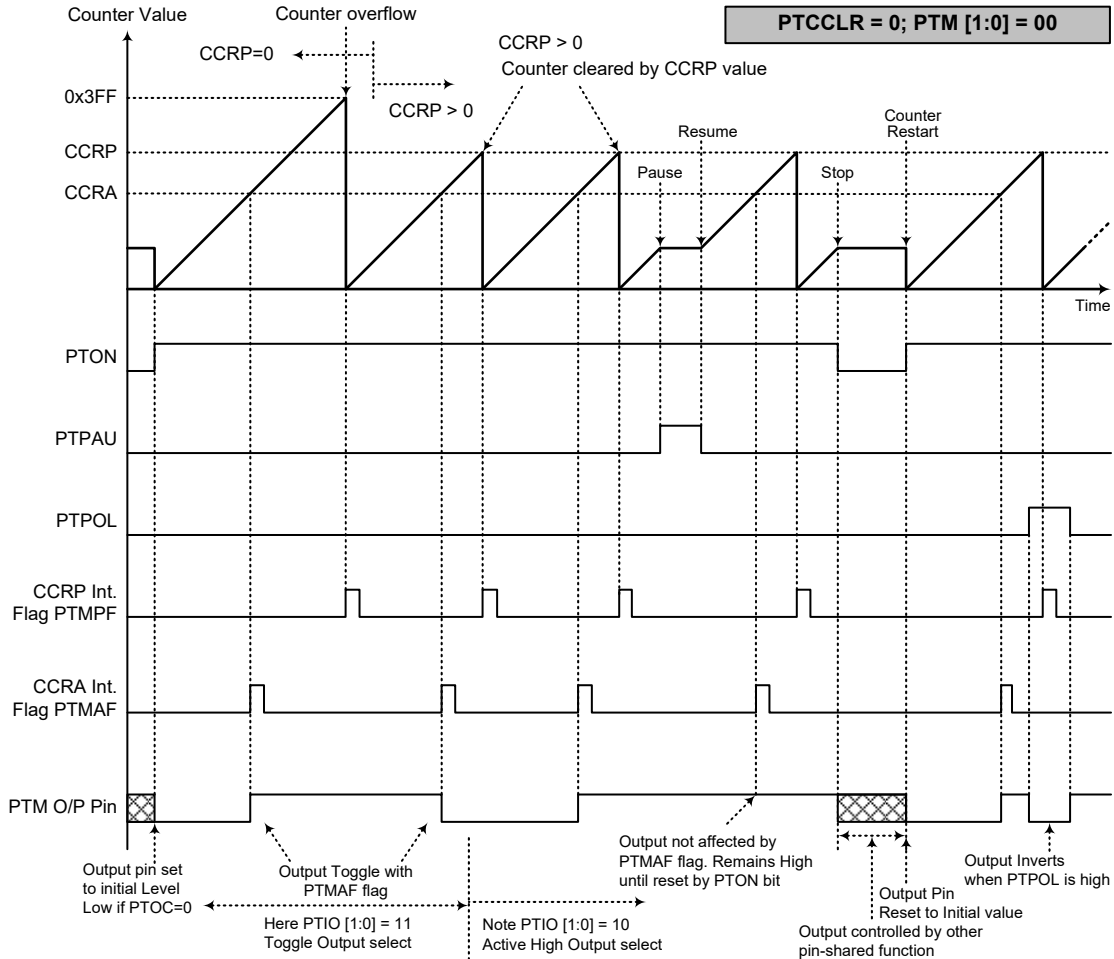 Counter Value
Counter overflow
PTCCLR = 0; PTM [1:0] = 00
CCRP=0
CCRP > 0
CCRP > 0
Counter cleared by CCRP value
0x3FF
CCRP
CCRA
Pause
Resume
Stop
Counter
Restart
Time
PTON
PTPAU
PTPOL
CCRP Int.
Flag PTMPF
CCRA Int.
Flag PTMAF
PTM O/P Pin
Output pin set
to initial Level
Low if PTOC=0
Output Toggle with
PTMAF flag
Here PTIO [1:0] = 11
Toggle Output select
Note PTIO [1:0] = 10
Active High Output select
Output not affected by
PTMAF flag. Remains High
until reset by PTON bit
Output Pin
Reset to Initial value
Output controlled by other
pin-shared function
Output Inverts
when PTPOL is high